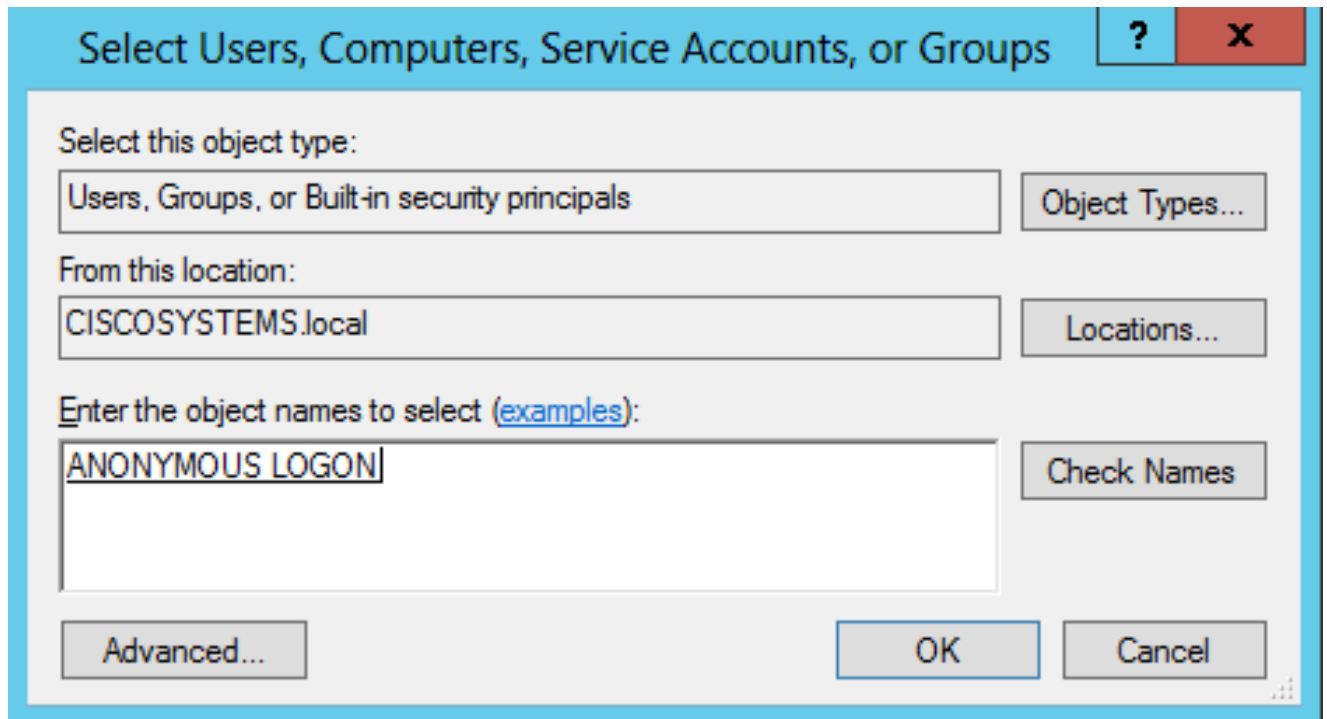 Select Users, Computers, Service Accounts, or Groups
? x
Select this object type:
Users, Groups, or Built-in security principals
Object Types...
From this location:
CISCOSYSTEMS.local
Locations...
Enter the object names to select (examples):
ANONYMOUS LOGON
Check Names
Advanced...
OK
Cancel